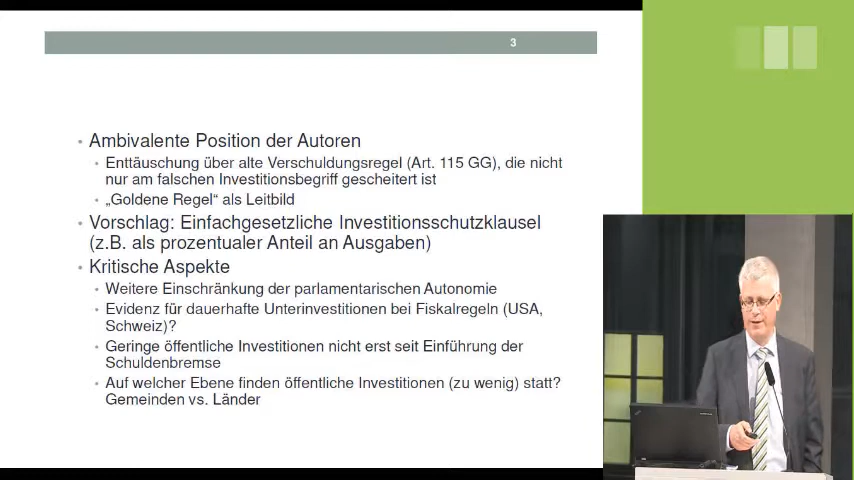 3
Ambivalente Position der Autoren
Enttäuschung über alte Verschuldungsregel (Art. 115 GG), die nicht
nur am falschen Investitionsbegriff gescheitert ist
„Goldene Regel“ als Leitbild
Vorschlag: Einfachgesetzliche Investitionsschutzklausel
(z.B. als prozentualer Anteil an Ausgaben)
Kritische Aspekte
Weitere Einschränkung der parlamentarischen Autonomie
Evidenz für dauerhafte Unterinvestitionen bei Fiskalregeln (USA,
Schweiz)?
Geringe öffentliche Investitionen nicht erst seit Einführung der
Schuldenbremse
Auf welcher Ebene finden öffentliche Investitionen (zu wenig) statt?
Gemeinden vs. Länder